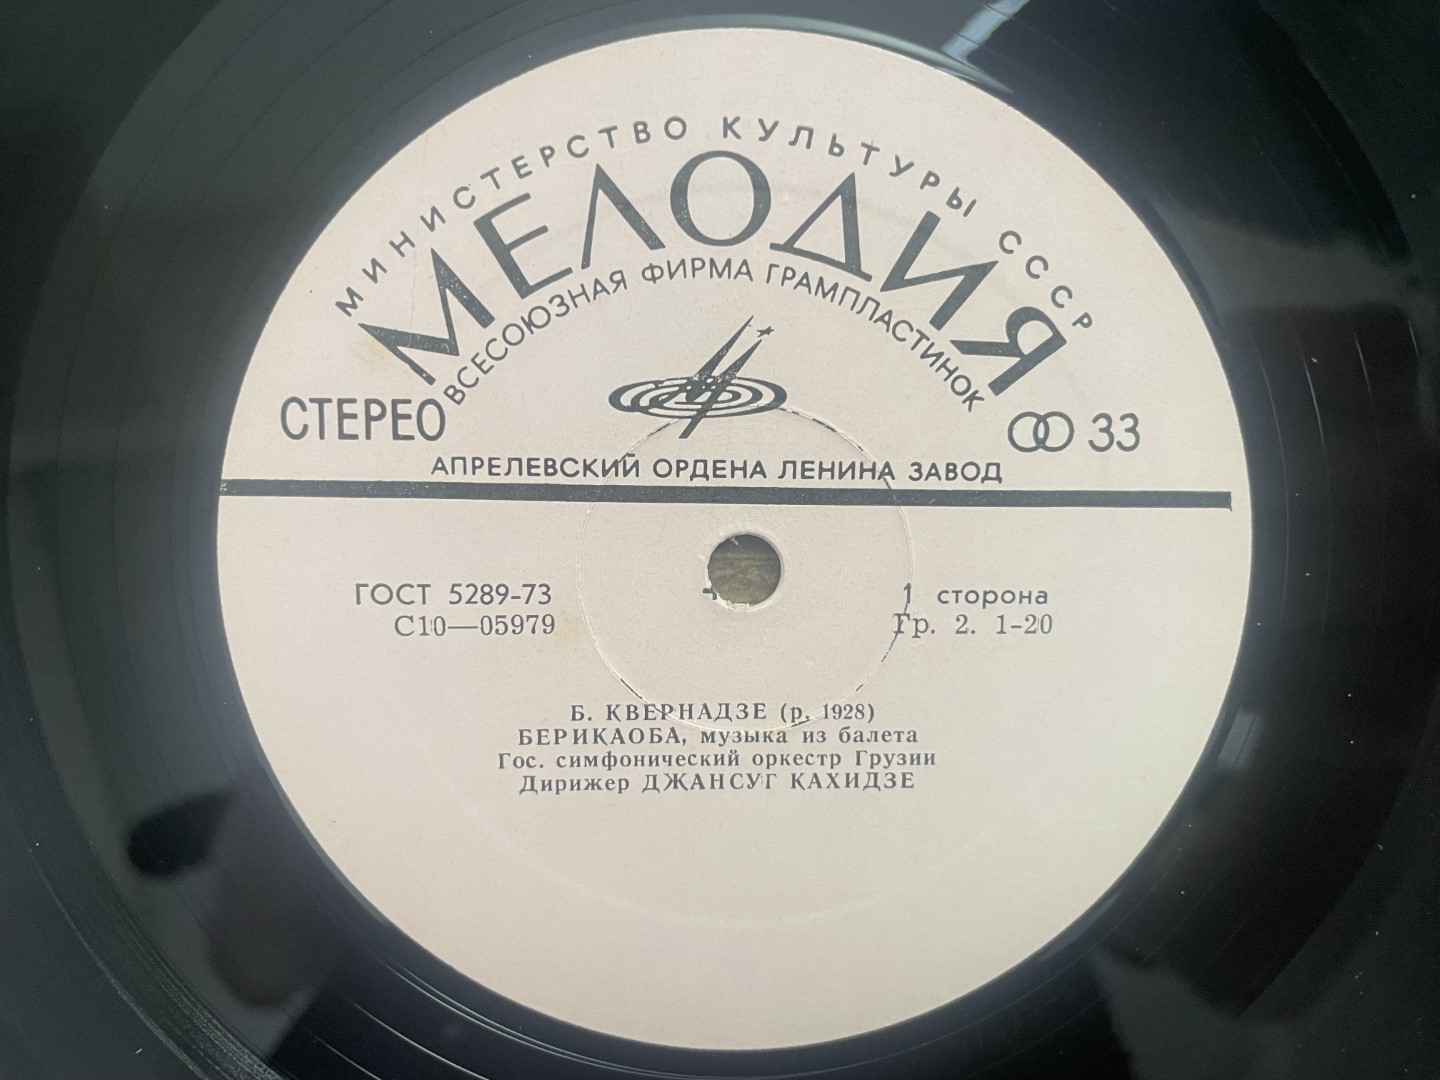 МИНИСТЕРСТВО КУЛЬТУРЫ СССР
МЕЛОДИЯ
ВСЕСОЮЗНАЯ ФИРМА ГРАМПЛАСТИНОК
СТЕРЕО
33
АПРЕЛЕВСКИЙ ОРДЕНА ЛЕНИНА ЗАВОД
ГОСТ 5289-73
1 сторона
С10—05979
Гр. 2. 1-20
Б. КВЕРНАДЗЕ (р. 1928)
БЕРИКАОБА, музыка из балета
Гос. симфонический оркестр Грузии
Дирижер ДЖАНСУГ КАХИДЗЕ